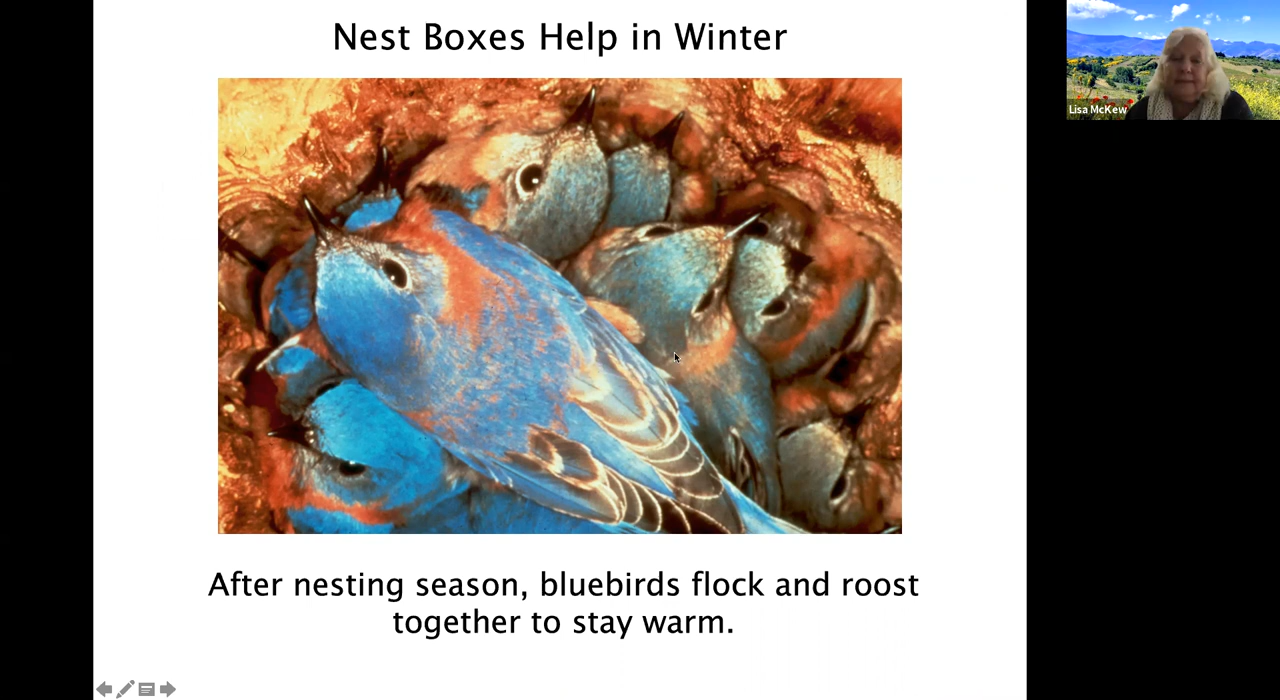 Nest Boxes Help in Winter
Lisa McKew
After nesting season, bluebirds flock and roost
together to stay warm.